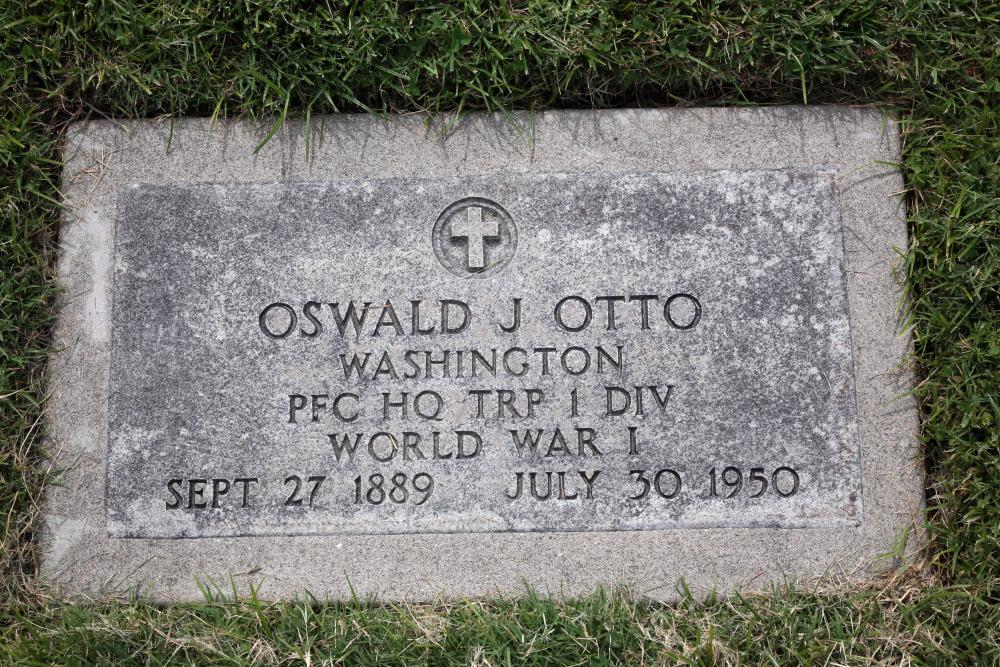 OSWALD J OTTO
WASHINGTON
PFC HQ TRP 1 DIV
WORLD WAR I
SEPT 27 1889 JULY 30 1950